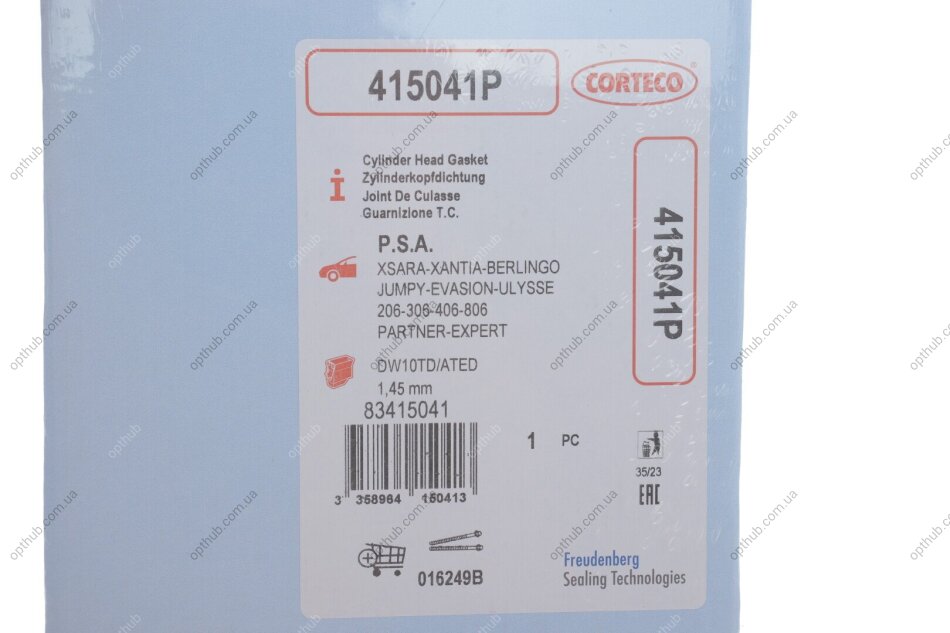 415041P
CORTECO
®
Cylinder Head Gasket
Zylinderkopfdichtung
Joint De Culasse
Guarnizione T.C.
P.S.A.
XSARA-XANTIA-BERLINGO
JUMPY-EVASION-ULYSSE
206-306-406-806
PARTNER-EXPERT
415041P
DW10TD/ATED
1,45 mm
83415041
3 358964 150413
1 PC
35/23
EAC
016249B
Freudenberg
Sealing Technologies
opthub.com.ua